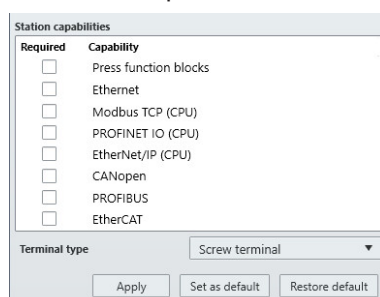 Station capabilities
Required Capability
Press function blocks
Ethernet
Modbus TCP (CPU)
PROFINET IO (CPU)
EtherNet/IP (CPU)
CANopen
PROFIBUS
EtherCAT
Terminal type Screw terminal
Apply Set as default Restore default